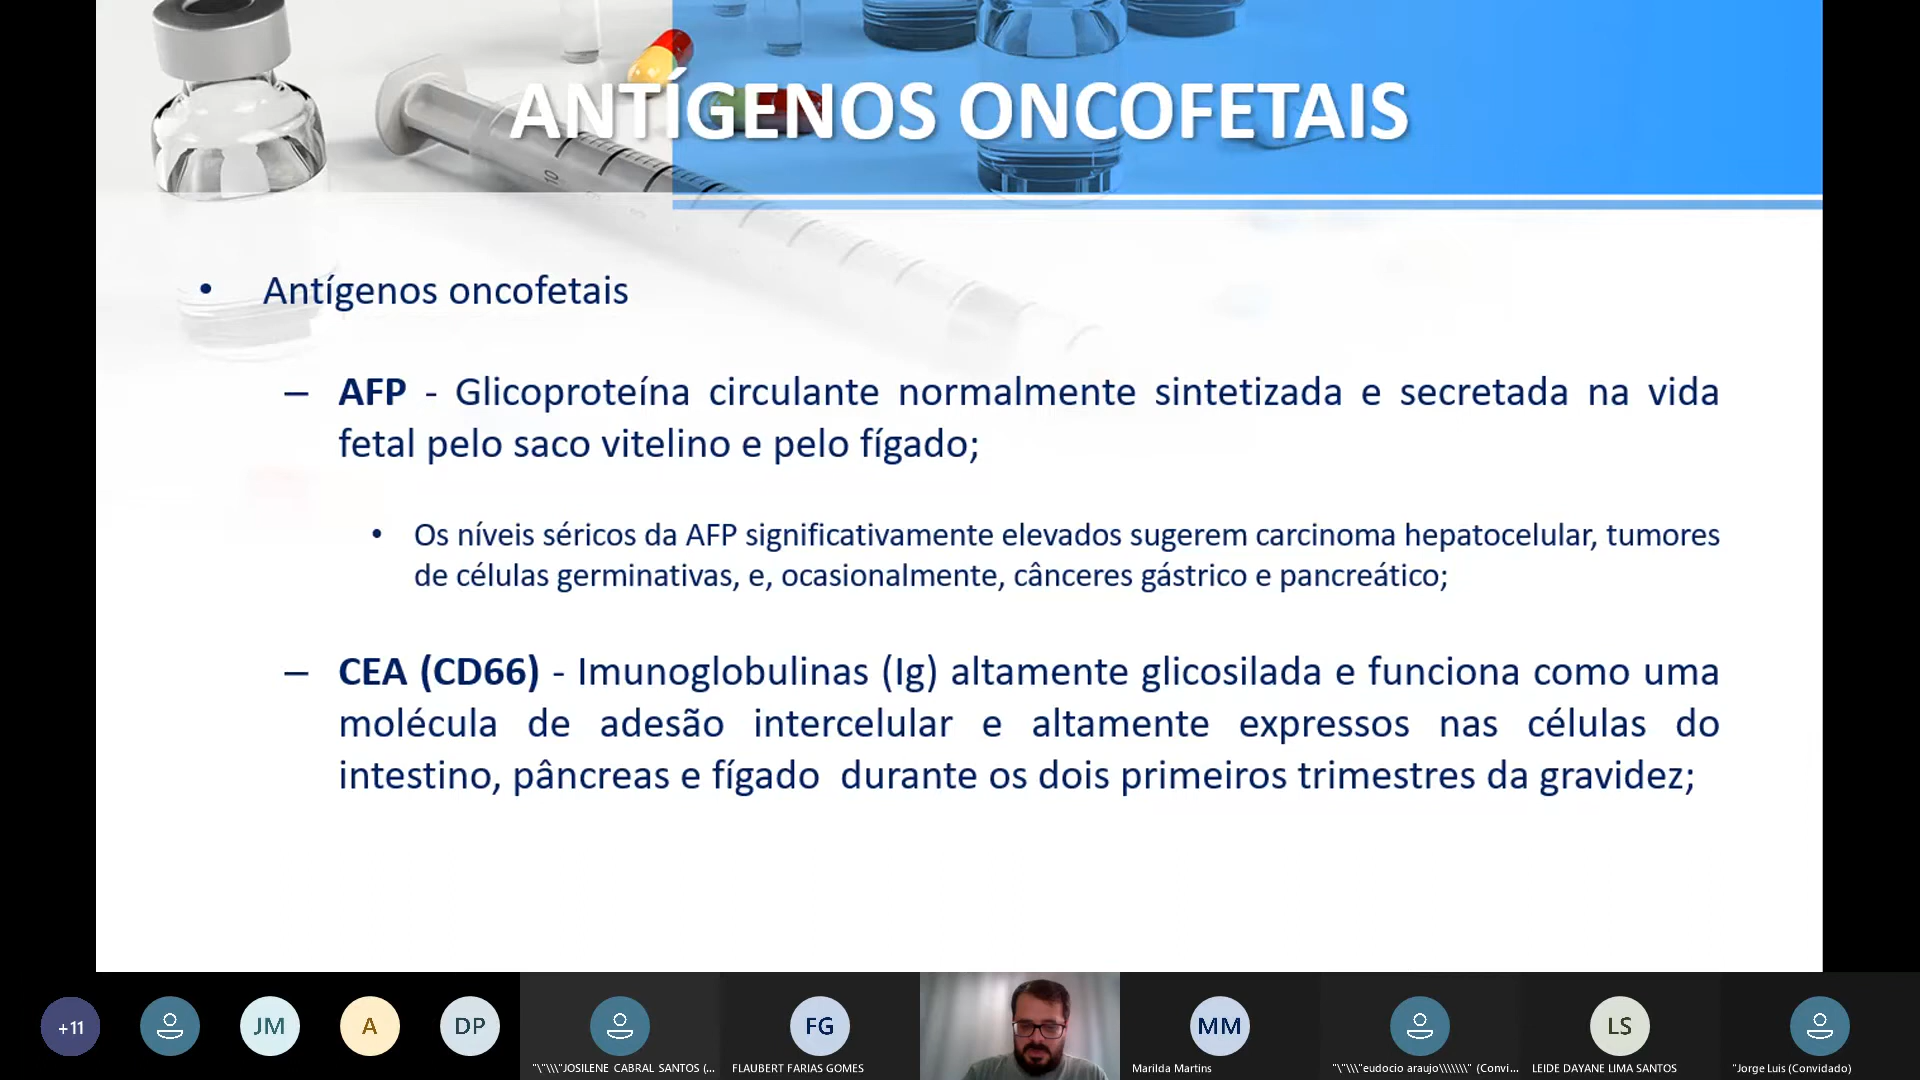 ANTÍGENOS ONCOFETAIS
10
• Antígenos oncofetais
– AFP - Glicoproteína circulante normalmente sintetizada e secretada na vida
fetal pelo saco vitelino e pelo fígado;
• Os níveis séricos da AFP significativamente elevados sugerem carcinoma hepatocelular, tumores
de células germinativas, e, ocasionalmente, cânceres gástrico e pancreático;
– CEA (CD66) - Imunoglobulinas (Ig) altamente glicosilada e funciona como uma
molécula de adesão intercelular e altamente expressos nas células do
intestino, pâncreas e fígado durante os dois primeiros trimestres da gravidez;
+11
JM
A
DP
FG
MM
LS
"\"\\\"JOSILENE CABRAL SANTOS (...
FLAUBERT FARIAS GOMES
Marilda Martins
"\"\\\"eudocio araujo\\\\\\\" (Convi...
LEIDE DAYANE LIMA SANTOS
"Jorge Luis (Convidado)